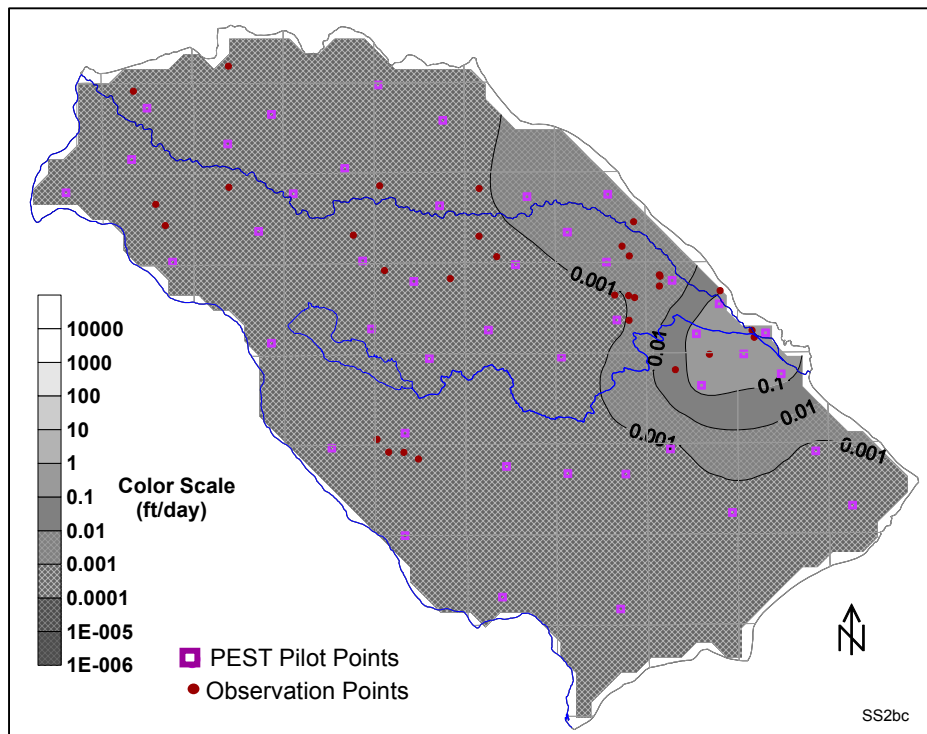 0.001
0.01
0.1
0.01
0.001
0.001
10000
1000
100
10
1
0.1
0.01
0.001
0.0001
1E-005
1E-006
Color Scale
(ft/day)
PEST Pilot Points
Observation Points
N
SS2bc